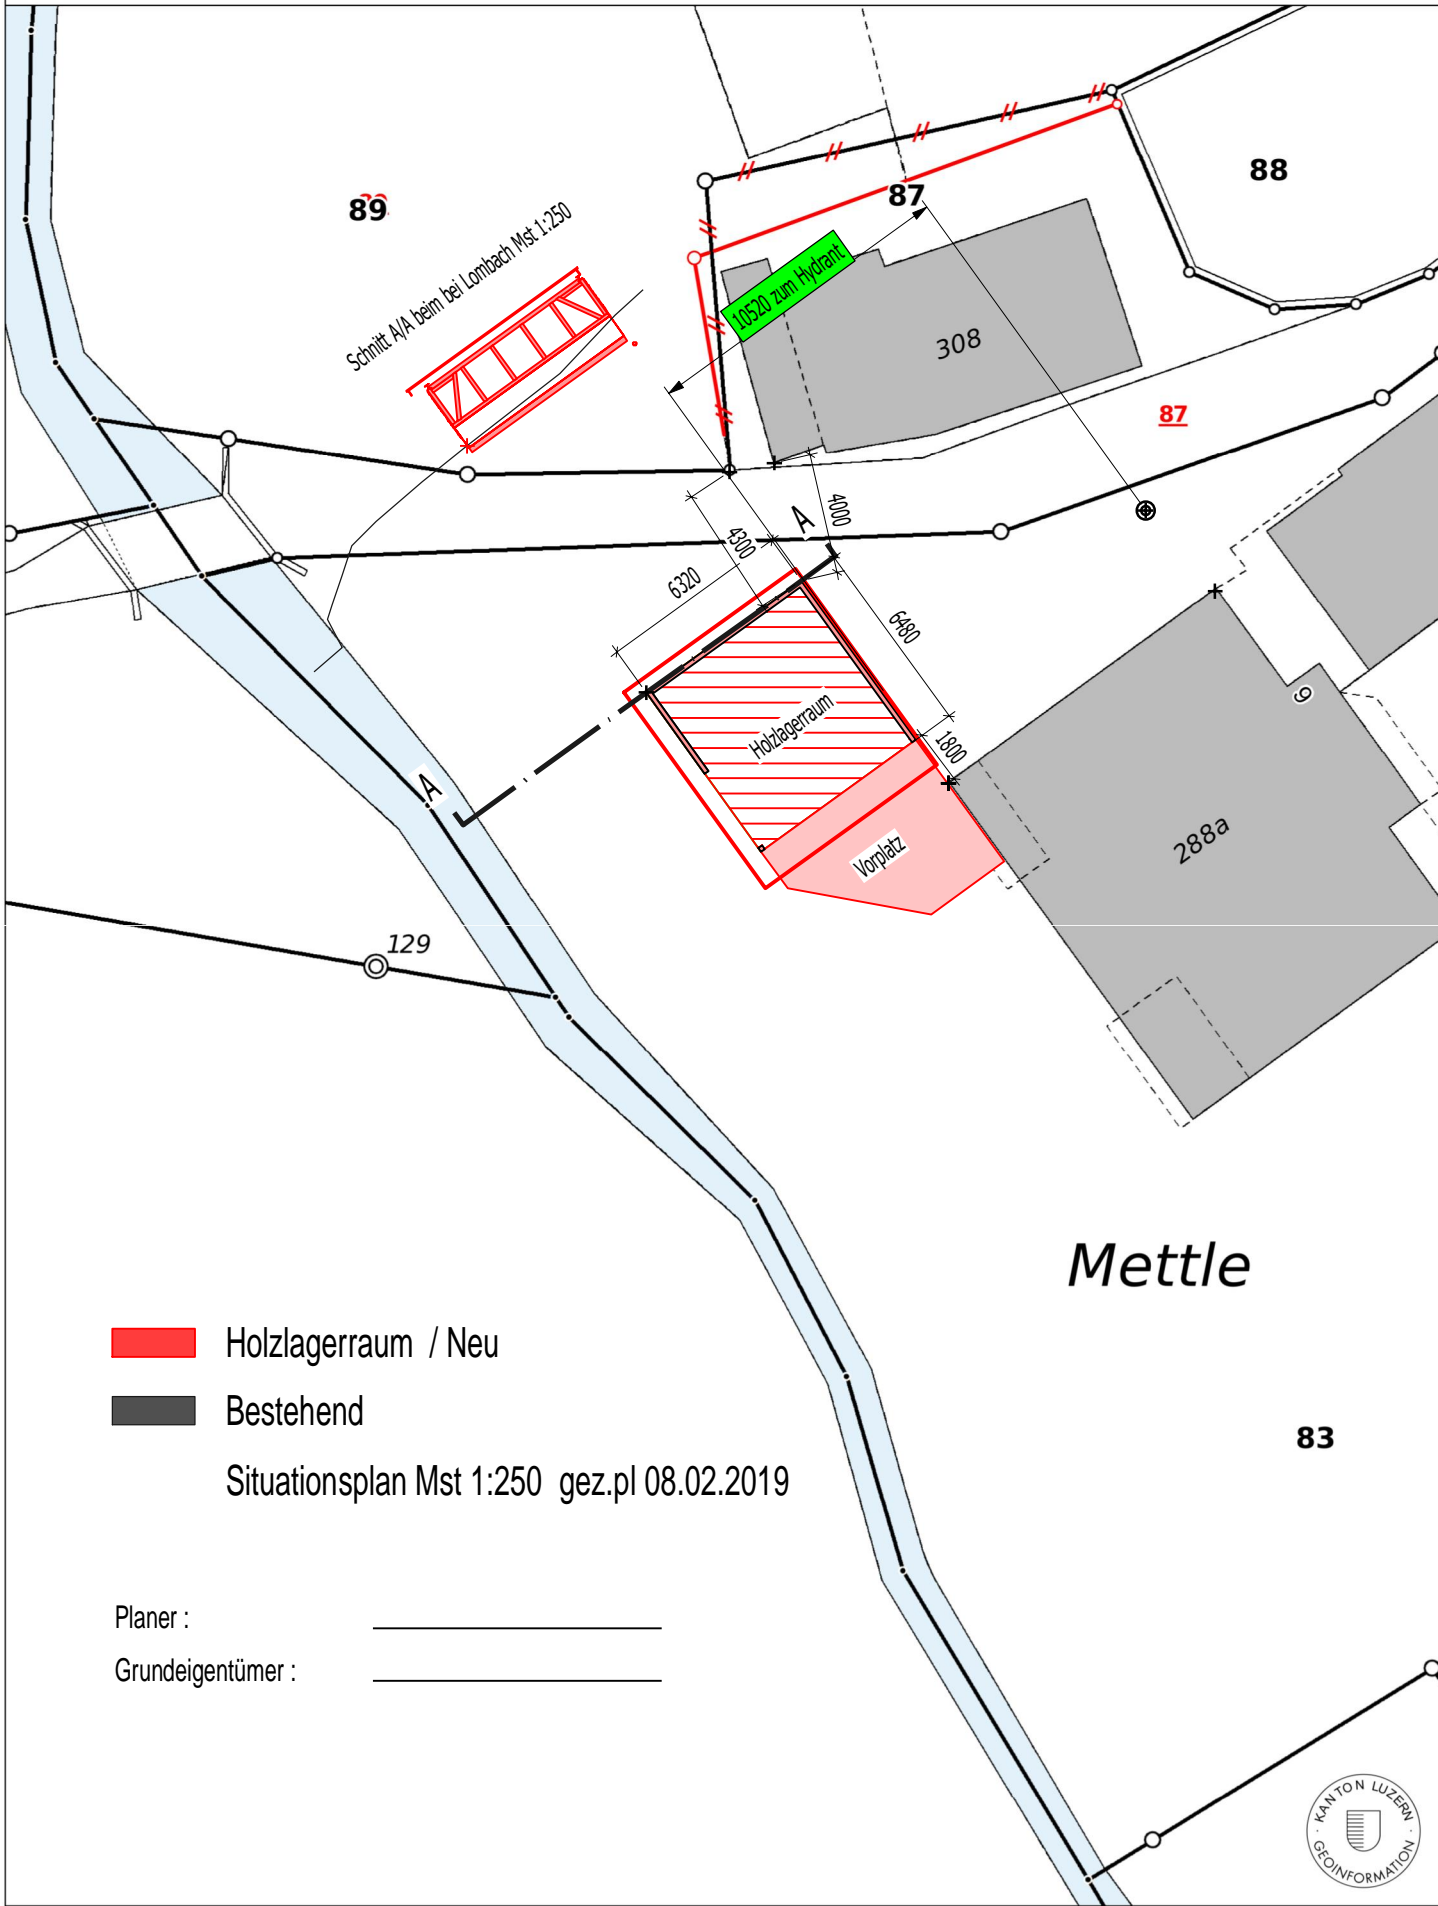 88
87
89
Schnitt A/A beim bei Lombach Mst 1:250
10520 zum Hydrant
308
87
4000
A
4300
6320
6480
9
Holzlagerraum
1800
A
288a
Vorplatz
129
Mettle
Holzlagerraum / Neu
Bestehend
83
Situationsplan Mst 1:250 gez.pl 08.02.2019
Planer :
Grundeigentümer :
KANTON LUZERN
GEOINFORMATION